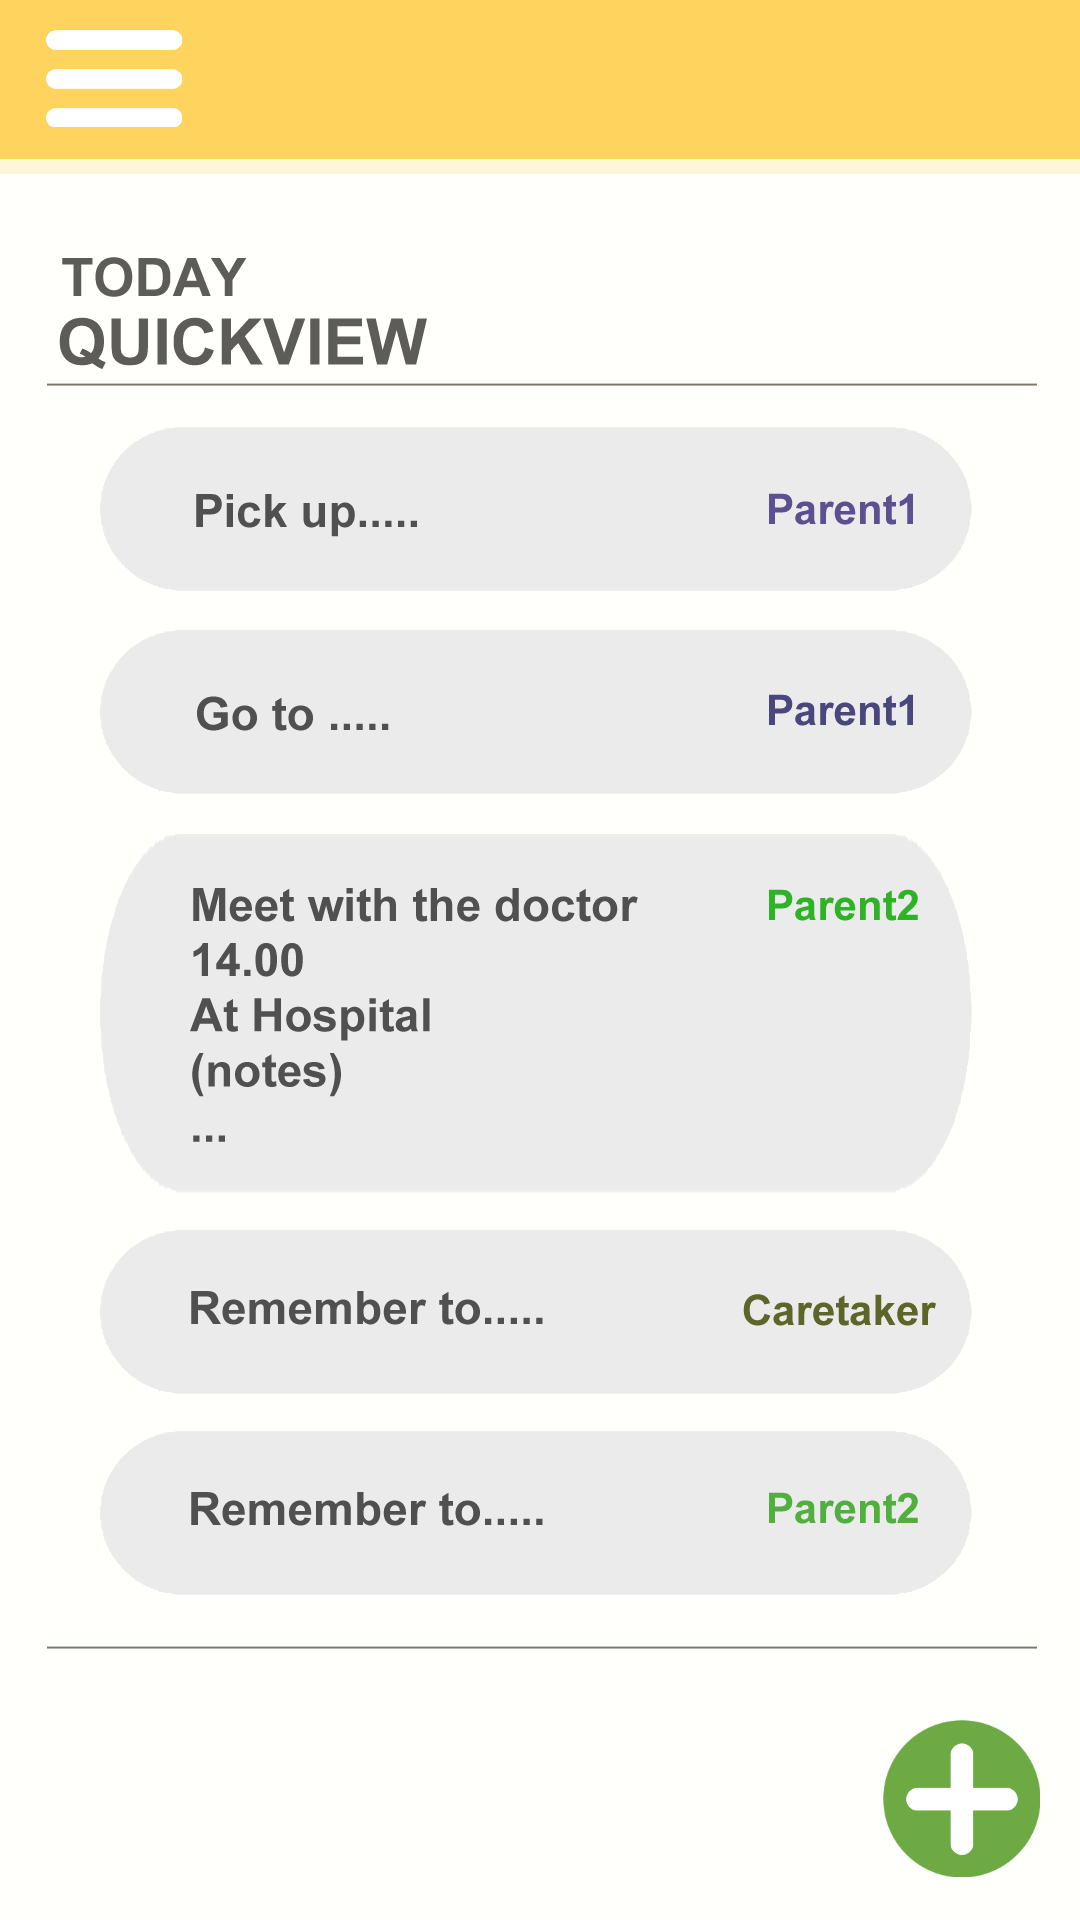 TODAY
QUICKVIEW
Pick up..... Parent1
Go to ..... Parent1
Meet with the doctor Parent2
14.00
At Hospital
(notes)
...
Remember to..... Caretaker
Remember to..... Parent2